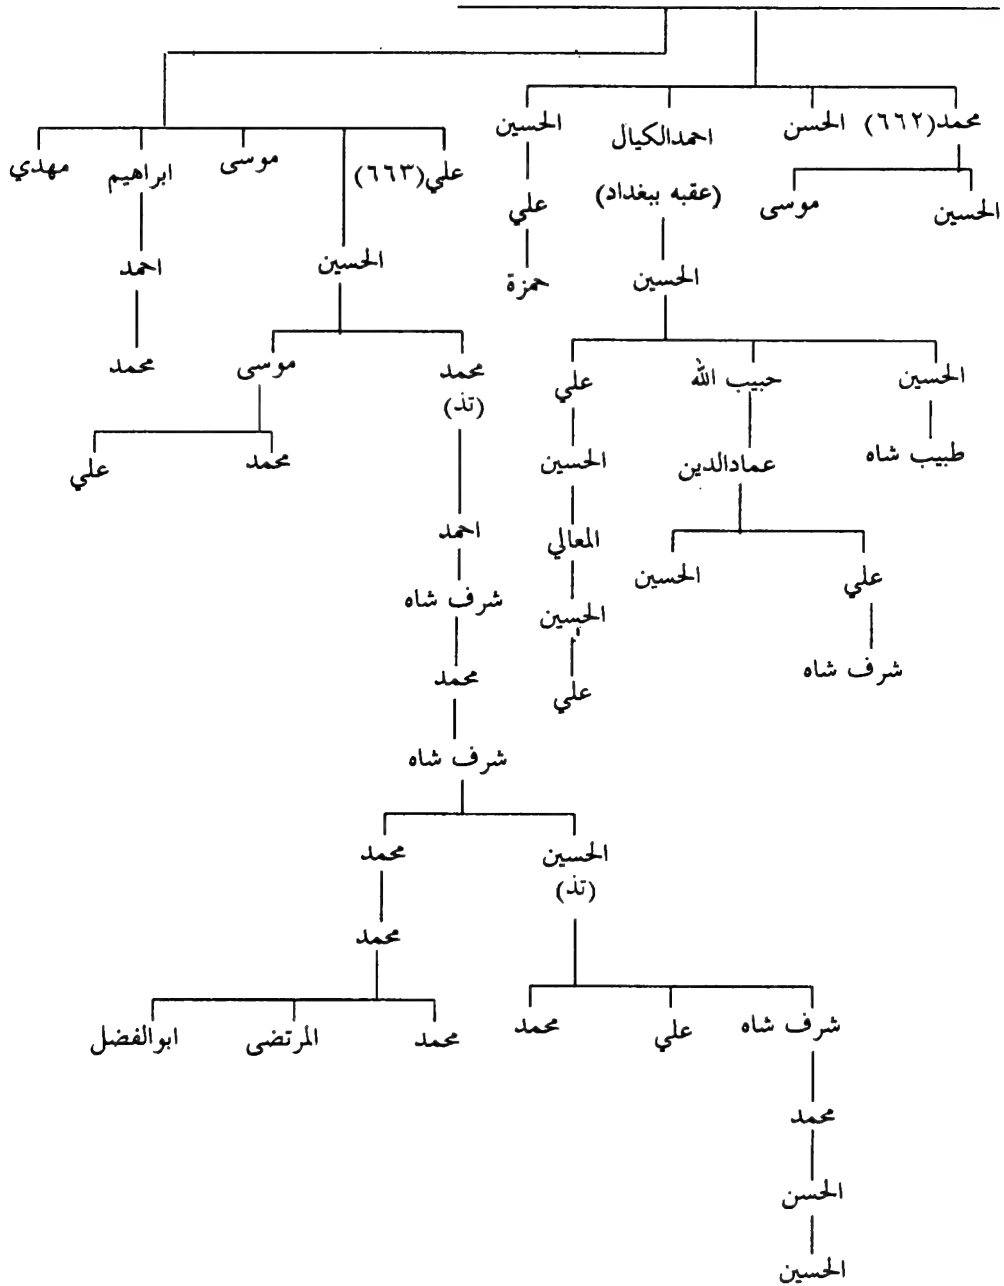 محمد(٦٦٢) الحسن احمدالكيال الحسين
علي(٦٦٣) موسى ابراهيم مهدي
(عقبه ببغداد) علي
الحسين موسى
الحسين حمزة
الحسين احمد
الحسين حبيب الله علي
محمد موسى محمد
(تذ)
طبيب شاه عمادالدين الحسين
محمد علي
احمد المعالي
علي الحسين
شرف شاه الحسين
شرف شاه علي محمد
شرف شاه
الحسين محمد
(تذ)
محمد
شرف شاه علي محمد
محمد المرتضى ابوالفضل
محمد
الحسن
الحسين